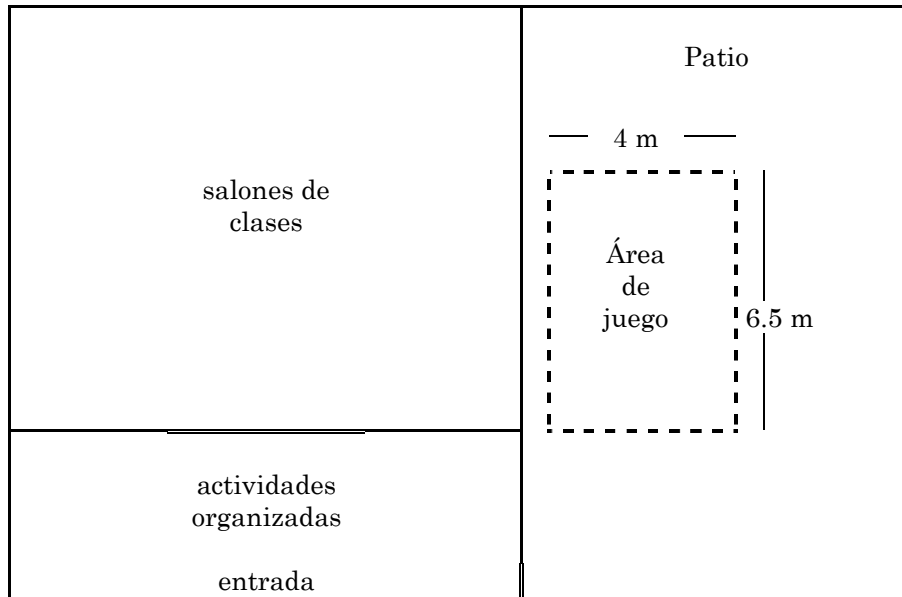 Patio
4 m
salones de
clases
Área
de
juego
6.5 m
actividades
organizadas
entrada